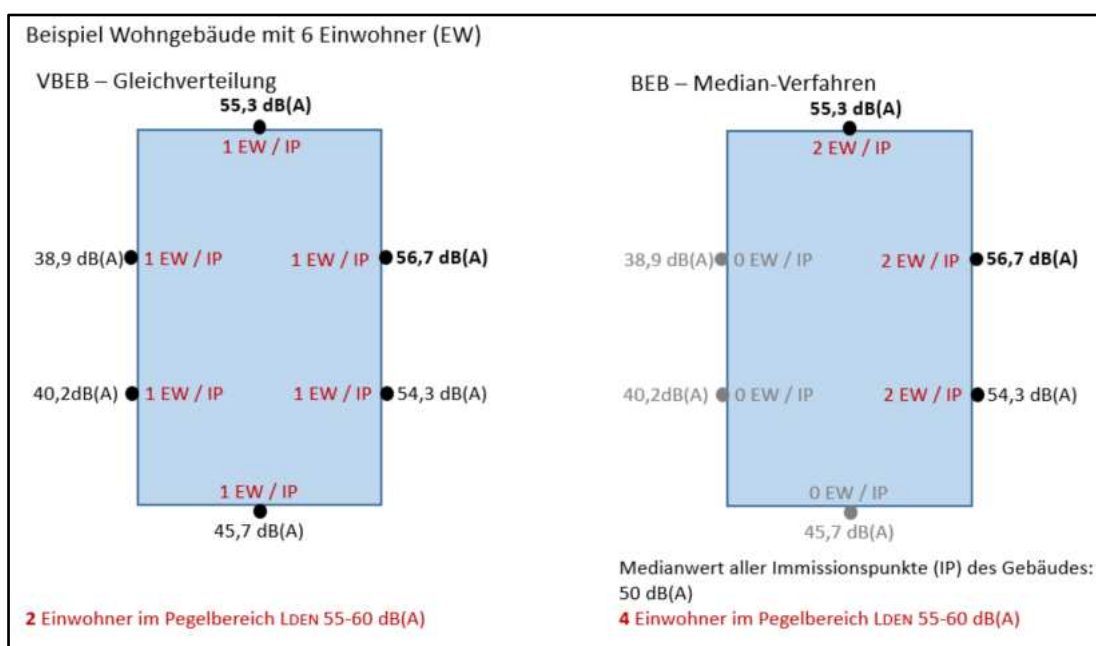 Beispiel Wohngebäude mit 6 Einwohner (EW)
VBEB – Gleichverteilung
55,3 dB(A)
1 EW / IP
38,9 dB(A)
1 EW / IP
1 EW / IP
56,7 dB(A)
40,2dB(A)
1 EW / IP
1 EW / IP
54,3 dB(A)
1 EW / IP
45,7 dB(A)
2 Einwohner im Pegelbereich LDEN 55-60 dB(A)
BEB – Median-Verfahren
55,3 dB(A)
2 EW / IP
38,9 dB(A)
0 EW / IP
2 EW / IP
56,7 dB(A)
40,2dB(A)
0 EW / IP
2 EW / IP
54,3 dB(A)
0 EW / IP
45,7 dB(A)
Medianwert aller Immissionspunkte (IP) des Gebäudes:
50 dB(A)
4 Einwohner im Pegelbereich LDEN 55-60 dB(A)